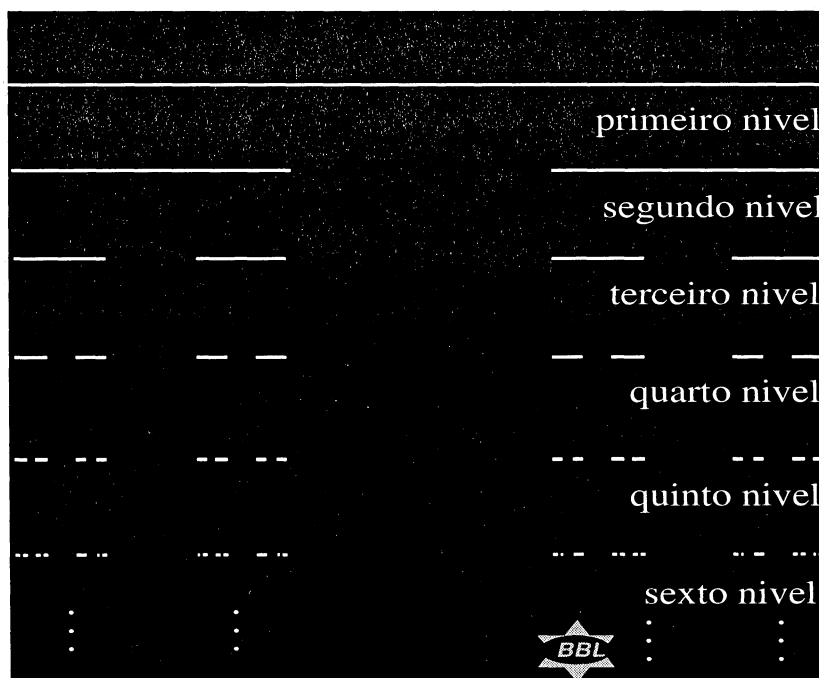 primeiro nivel
segundo nivel
terceiro nivel
quarto nivel
quinto nivel
sexto nivel
BBL